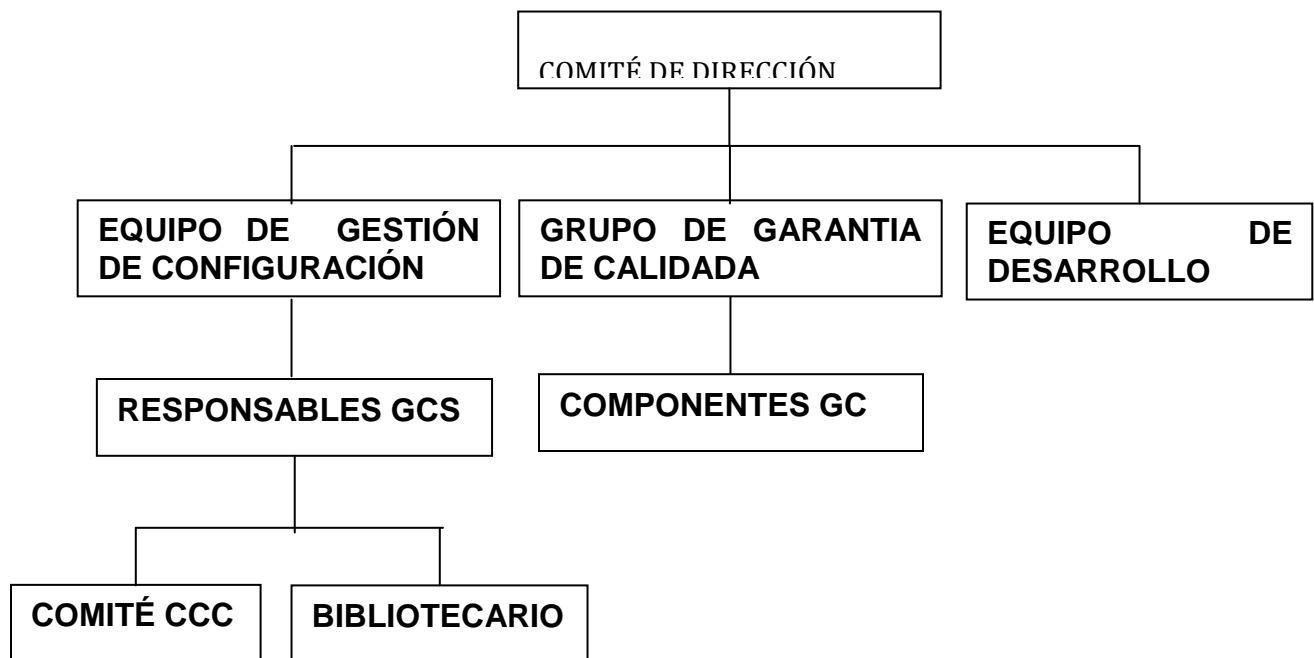 COMITÉ DE DIRECCIÓN
EQUIPO DE GESTIÓN
DE CONFIGURACIÓN
GRUPO DE GARANTIA
DE CALIDADA
EQUIPO DE
DESARROLLO
RESPONSABLES GCS
COMPONENTES GC
COMITÉ CCC
BIBLIOTECARIO